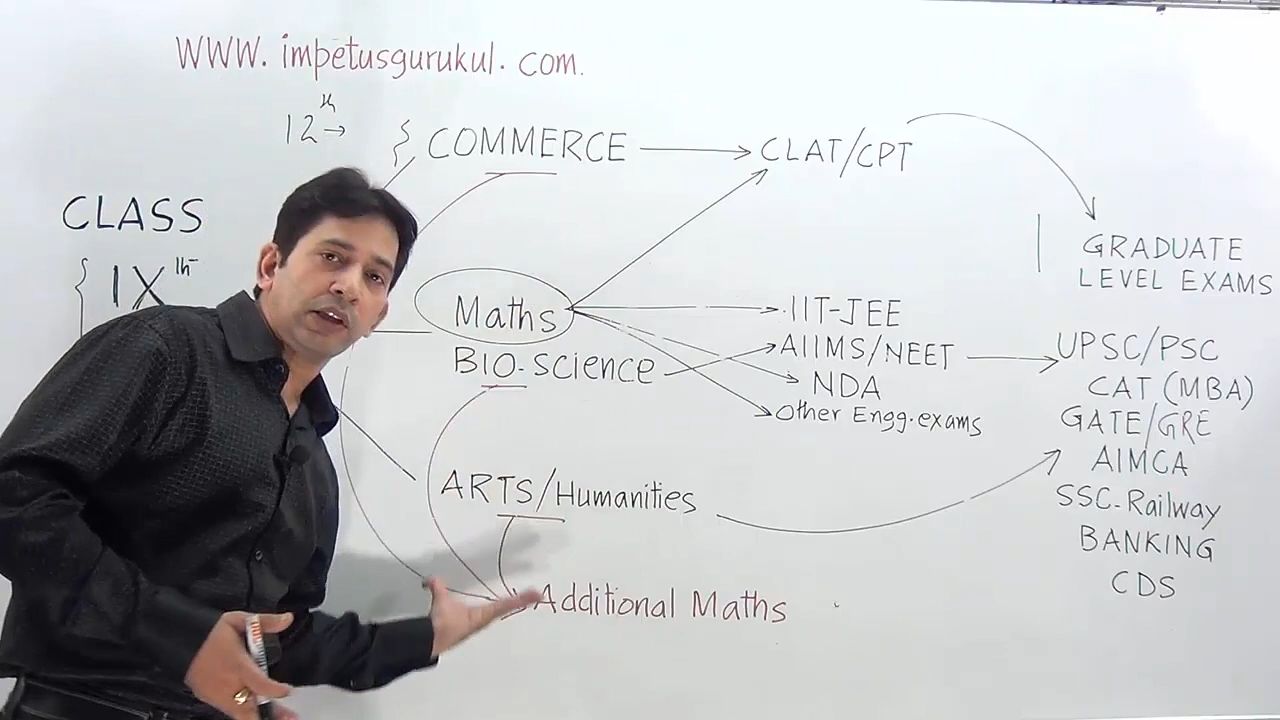 WWW. impetusgurukul. com.
12th → { COMMERCE → CLAT/CPT
CLASS
{ IXth
GRADUATE
LEVEL EXAMS
Maths
BIO-Science
IIT-JEE
AIIMS/NEET
NDA
Other Engg. exams
UPSC/PSC
CAT (MBA)
GATE/GRE
AIMCA
SSC-Railway
BANKING
CDS
ARTS/Humanities
Additional Maths